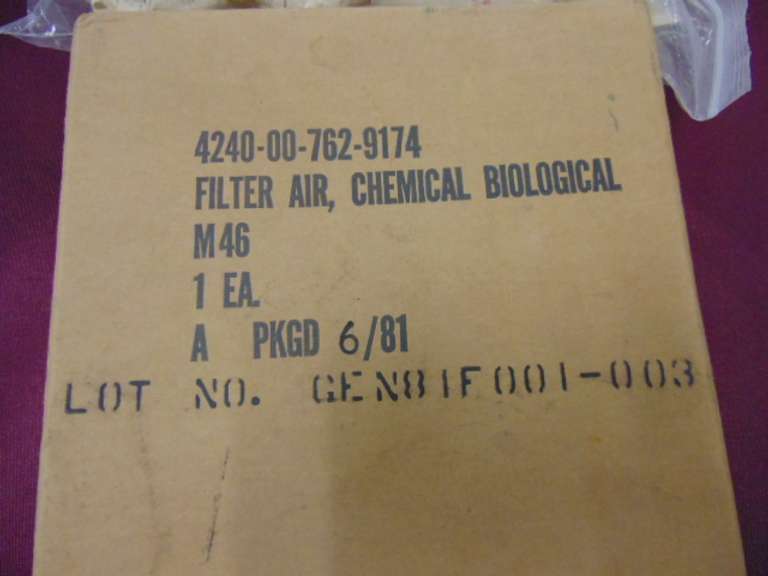 4240-00-762-9174
FILTER AIR, CHEMICAL BIOLOGICAL
M46
1 EA.
A PKGD 6/81
LOT NO. GEN81F001-003